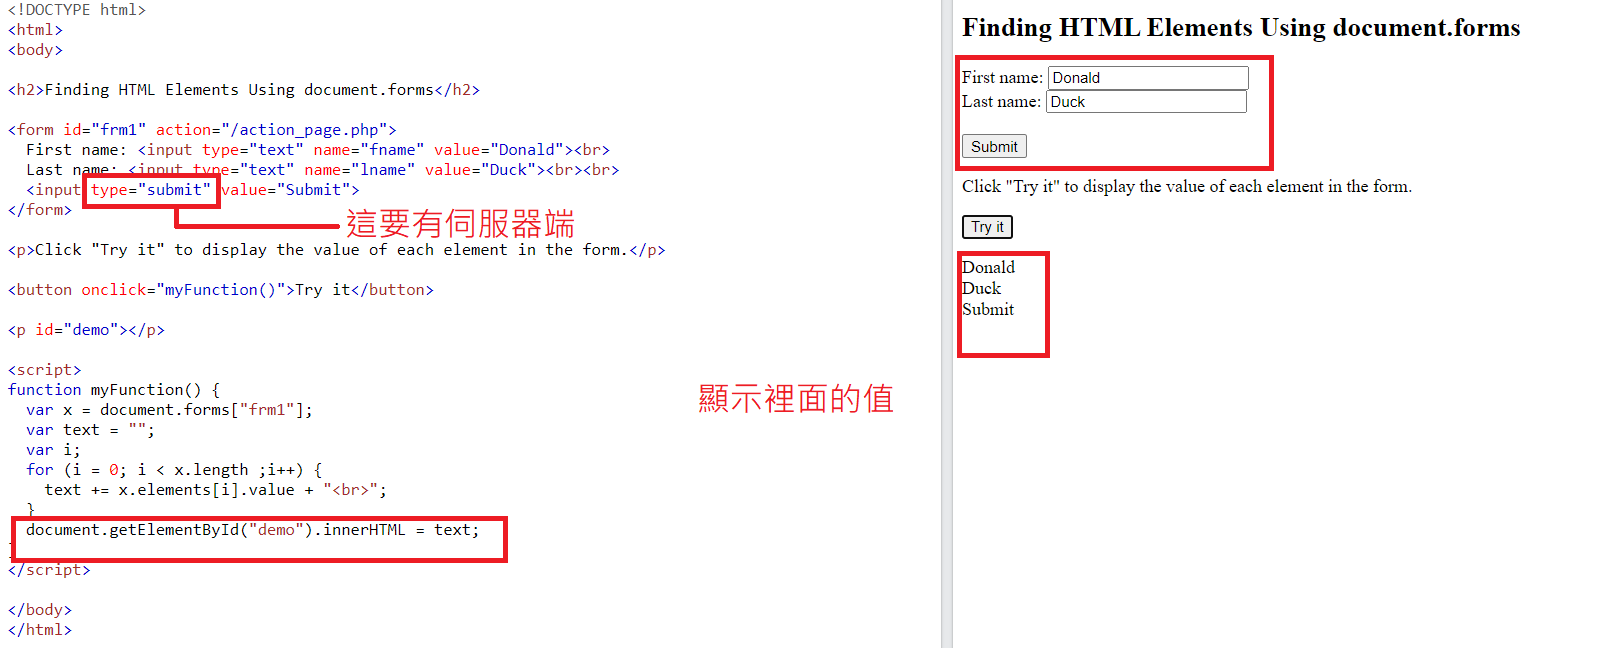 <!DOCTYPE html>
<html>
<body>
<h2>Finding HTML Elements Using document.forms</h2>
<form id="frm1" action="/action_page.php">
First name: <input type="text" name="fname" value="Donald"><br>
Last name: <input type="text" name="lname" value="Duck"><br><br>
<input type="submit" value="Submit">
</form>
這要有伺服器端
<p>Click "Try it" to display the value of each element in the form.</p>
<button onclick="myFunction()">Try it</button>
<p id="demo"></p>
<script>
function myFunction() {
var x = document.forms["frm1"];
var text = "";
var i;
for (i = 0; i < x.length ;i++) {
text += x.elements[i].value + "<br>";
}
document.getElementById("demo").innerHTML = text;
</script>
</body>
</html>
顯示裡面的值
Finding HTML Elements Using document.forms
First name: Donald
Last name: Duck
Submit
Click "Try it" to display the value of each element in the form.
Try it
Donald
Duck
Submit